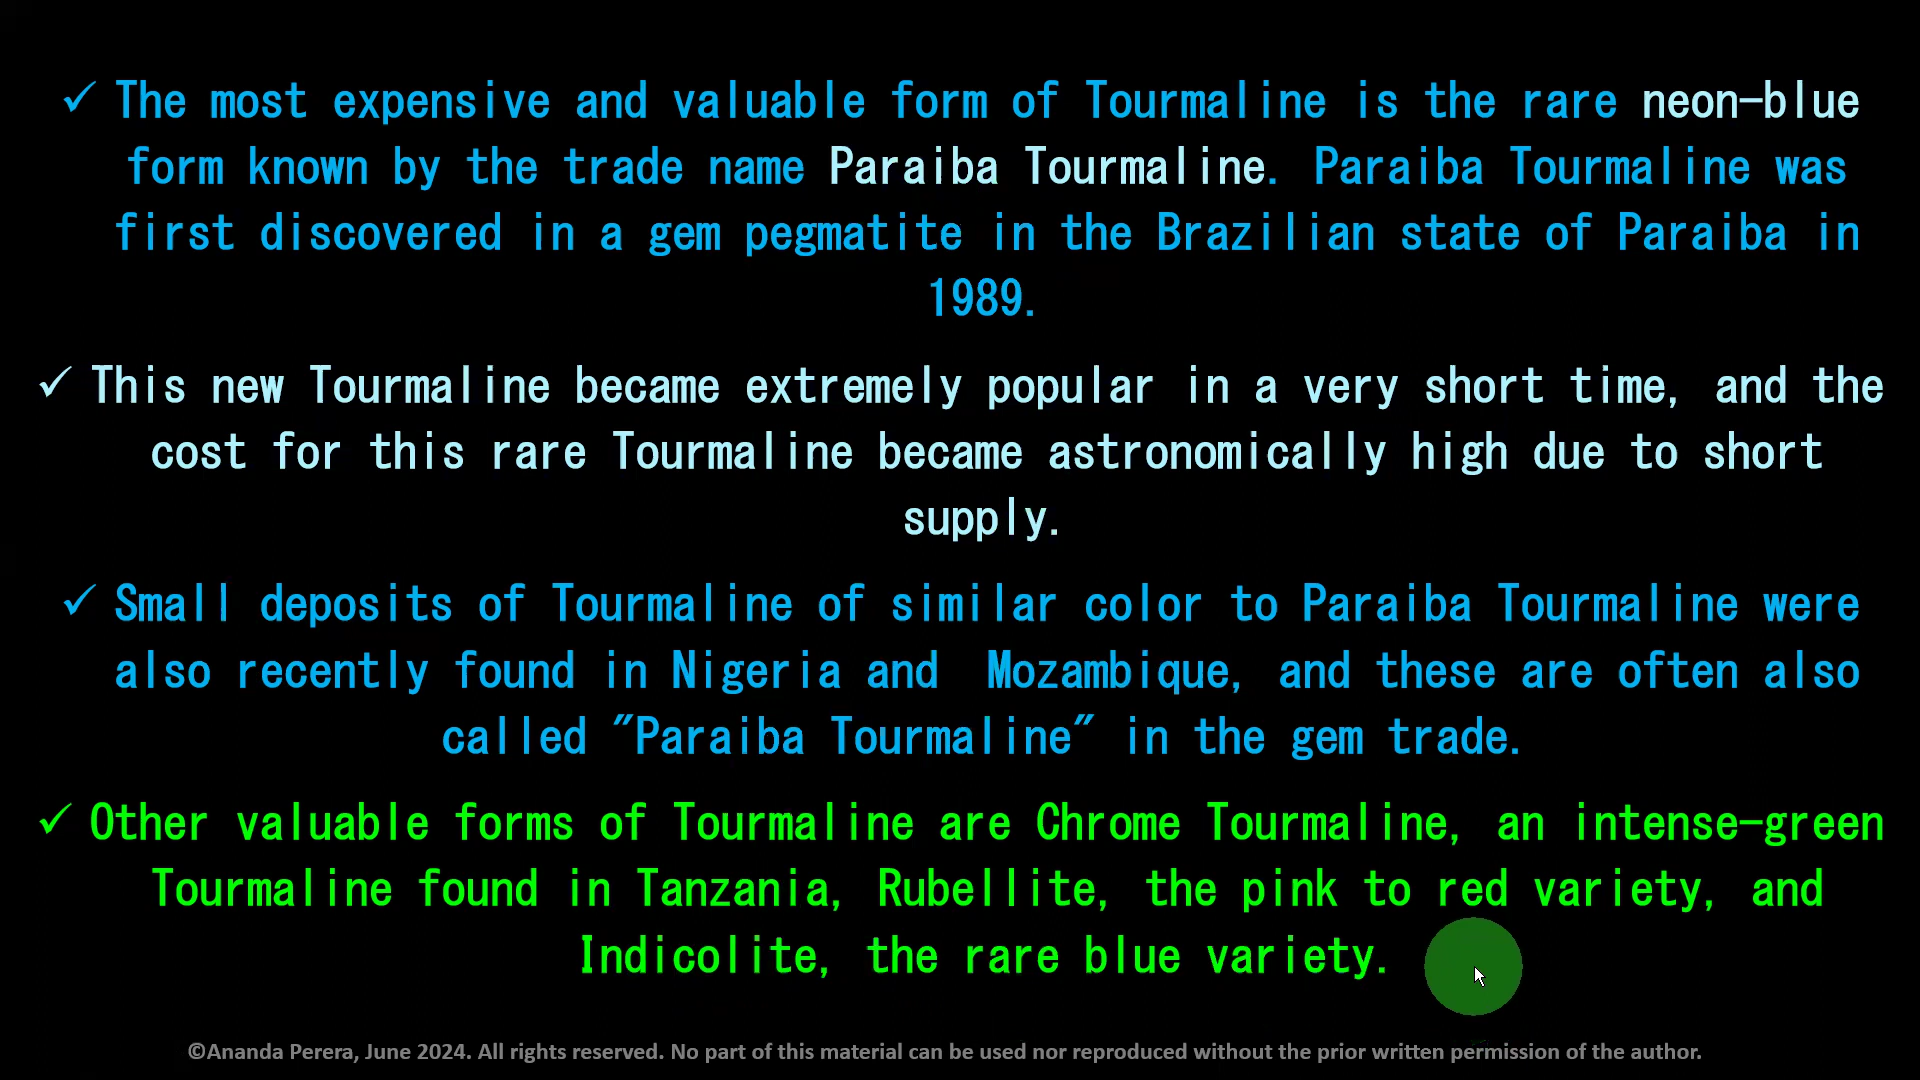 ✓ The most expensive and valuable form of Tourmaline is the rare neon-blue
form known by the trade name Paraiba Tourmaline. Paraiba Tourmaline was
first discovered in a gem pegmatite in the Brazilian state of Paraiba in
1989.
✓ This new Tourmaline became extremely popular in a very short time, and the
cost for this rare Tourmaline became astronomically high due to short
supply.
✓ Small deposits of Tourmaline of similar color to Paraiba Tourmaline were
also recently found in Nigeria and  Mozambique, and these are often also
called "Paraiba Tourmaline" in the gem trade.
✓ Other valuable forms of Tourmaline are Chrome Tourmaline, an intense-green
Tourmaline found in Tanzania, Rubellite, the pink to red variety, and
Indicolite, the rare blue variety.
©Ananda Perera, June 2024. All rights reserved. No part of this material can be used nor reproduced without the prior written permission of the author.